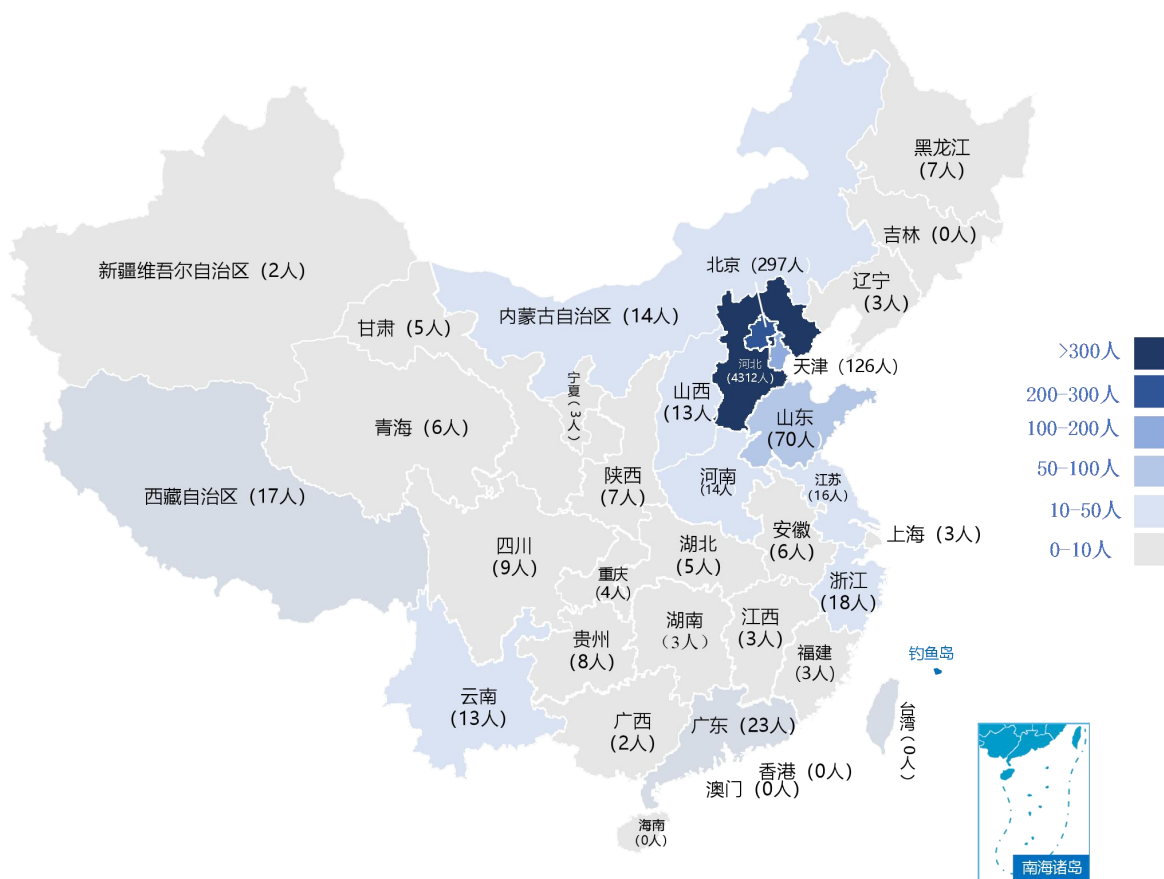 黑龙江
(7人)
吉林 (0人)
北京 (297人
辽宁
(3人)
新疆维吾尔自治区 (2人)
内蒙古自治区 (14人)
甘肃 (5人)
>300人
河北
(4312人)
天津 (126人)
宁夏(3人)
山西
(13人)
200-300人
山东
(70人)
青海 (6人)
100-200人
陕西
(7人)
河南
(14人
江苏
(16人)
50-100人
西藏自治区 (17人)
10-50人
安徽
(6人)
上海 (3人)
四川
(9人)
湖北
(5人)
0-10人
重庆
(4人)
浙江
(18人)
湖南
(3人)
江西
(3人)
贵州
(8人)
福建
(3人)
钓鱼岛
云南
(13人)
广西
(2人)
广东 (23人)
台湾(0人)
香港 (0人)
澳门 (0人)
海南
(0人)
南海诸岛